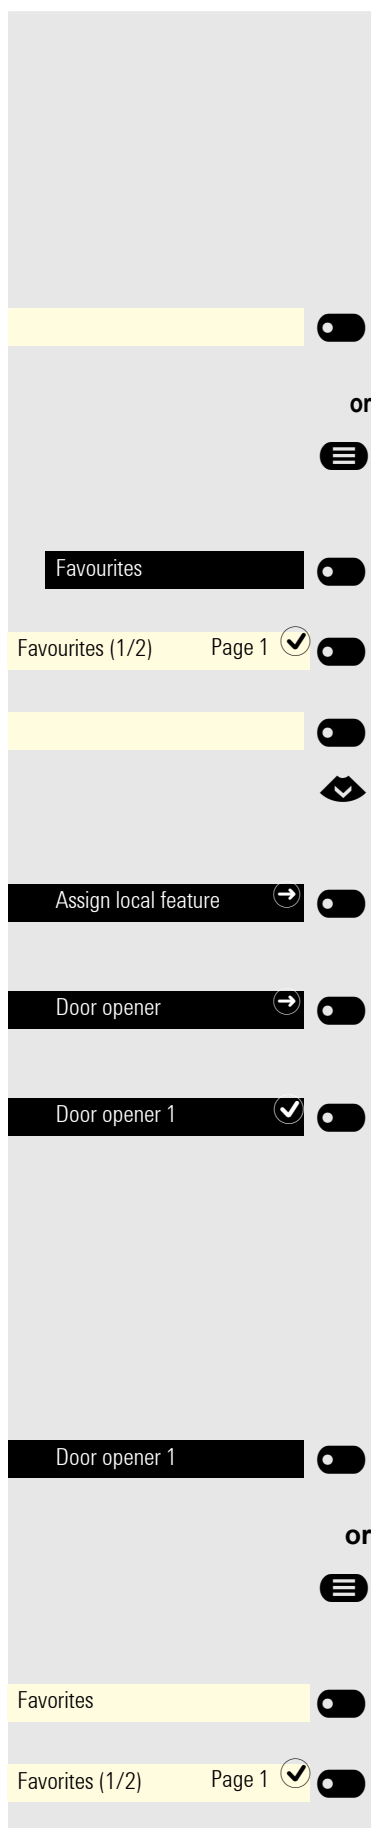 or
Favourites
Favourites (1/2) Page 1
Assign local feature
Door opener
Door opener 1
Door opener 1
or
Favorites
Favorites (1/2) Page 1